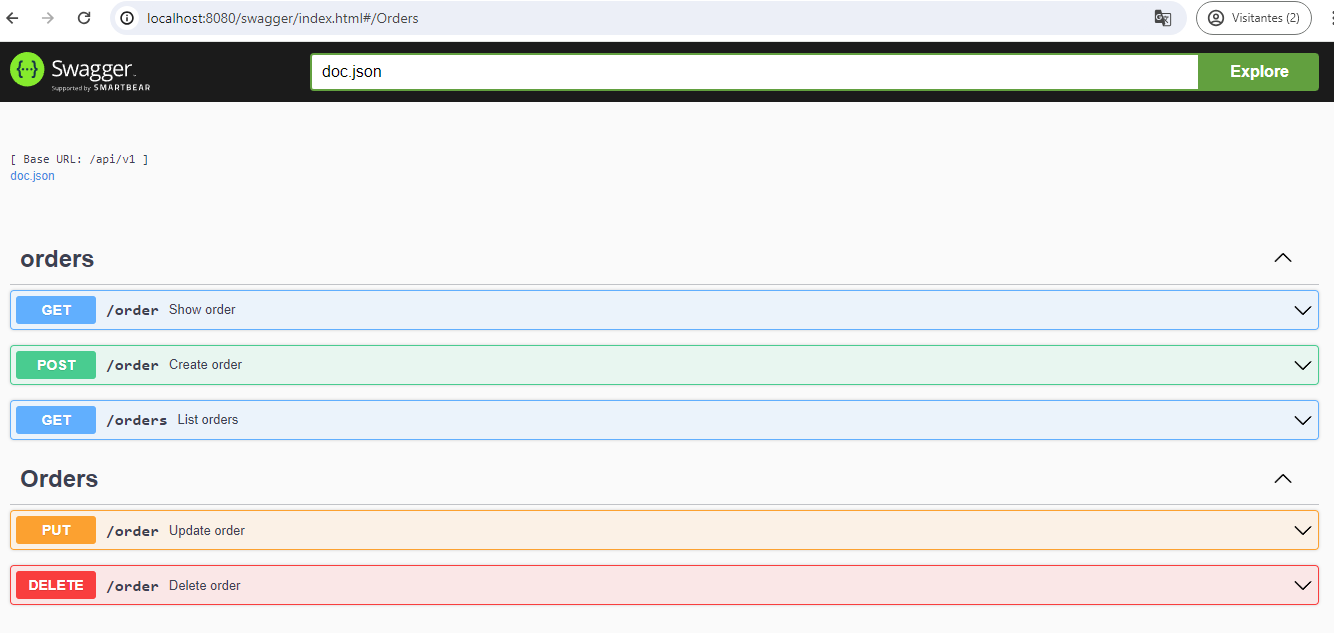 localhost:8080/swagger/index.html#/Orders Visitantes (2)
Swagger
Supported by SMARTBEAR
doc.json Explore
[ Base URL: /api/v1 ]
doc.json
orders
GET /order Show order
POST /order Create order
GET /orders List orders
Orders
PUT /order Update order
DELETE /order Delete order